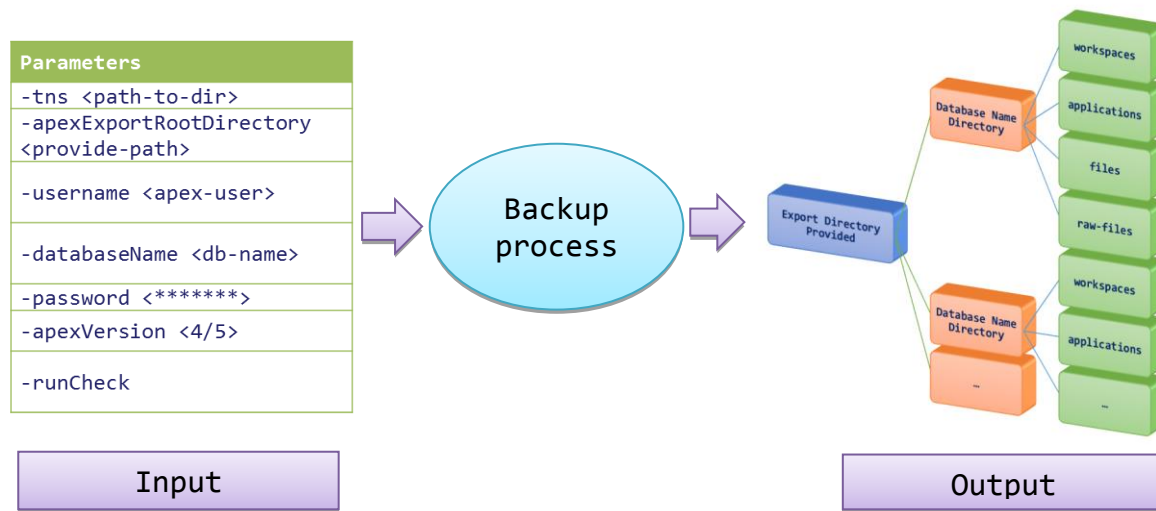 Parameters
-tns <path-to-dir>
-apexExportRootDirectory
<provide-path>
-username <apex-user>
-databaseName <db-name>
-password <*******>
-apexVersion <4/5>
-runCheck
Input
Backup
process
Export Directory
Provided
Database Name
Directory
workspaces
applications
files
raw-files
Database Name
Directory
…
workspaces
applications
…
Output